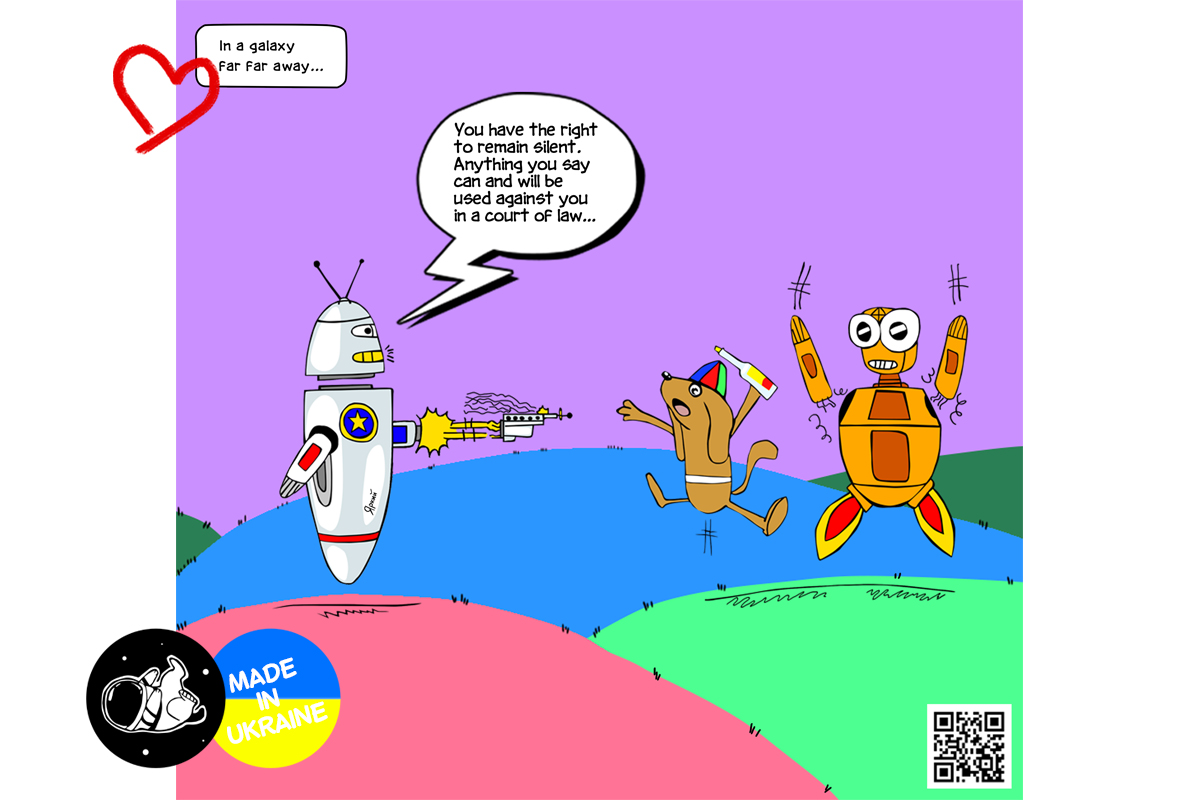 In a galaxy
far far away...
You have the right
to remain silent.
Anything you say
can and will be
used against you
in a court of law...
Яркий
MADE
IN
UKRAINE